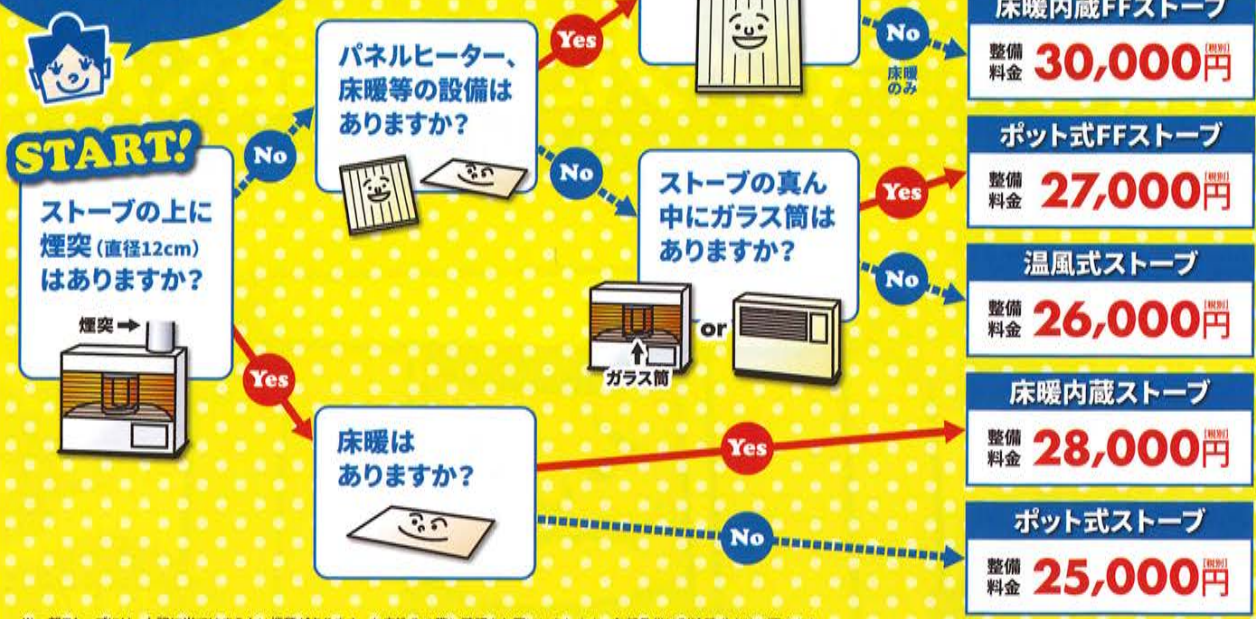 START!
ストーブの上に
煙突(直径12cm)
はありますか?
煙突→
No
Yes
パネルヒーター、
床暖等の設備は
ありますか?
Yes
No
No
床暖
のみ
ストーブの真ん
中にガラス筒は
ありますか?
or
ガラス筒
Yes
No
床暖は
ありますか?
Yes
No
床暖内蔵FFストーブ
整備
料金 30,000円 [税別]
ポット式FFストーブ
整備
料金 27,000円 [税別]
温風式ストーブ
整備
料金 26,000円 [税別]
床暖内蔵ストーブ
整備
料金 28,000円 [税別]
ポット式ストーブ
整備
料金 25,000円 [税別]